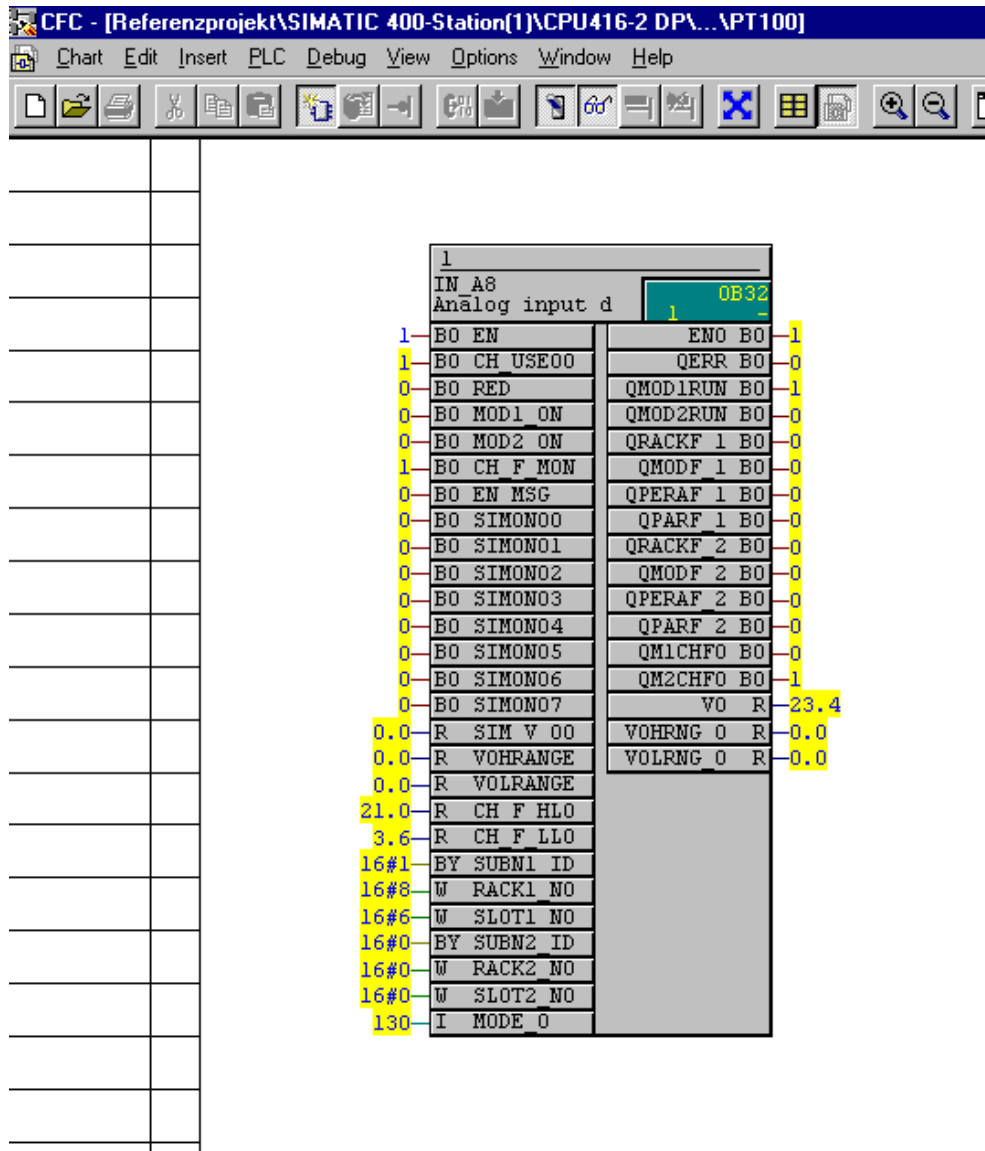 CFC - [Referenzprojekt\SIMATIC 400-Station(1)\CPU416-2 DP\...\PT100]
Chart Edit Insert PLC Debug View Options Window Help
1
IN_A8
Analog input d
OB32
1 -
1 BO EN ENO BO 1
1 BO CH_USE00 QERR BO 0
0 BO RED QMOD1RUN BO 1
0 BO MOD1_ON QMOD2RUN BO 0
0 BO MOD2_ON QRACKF_1 BO 0
1 BO CH_F_MON QMODF_1 BO 0
0 BO EN_MSG QPERAF_1 BO 0
0 BO SIMON00 QPARF_1 BO 0
0 BO SIMON01 QRACKF_2 BO 0
0 BO SIMON02 QMODF_2 BO 0
0 BO SIMON03 QPERAF_2 BO 0
0 BO SIMON04 QPARF_2 BO 0
0 BO SIMON05 QM1CHF0 BO 0
0 BO SIMON06 QM2CHF0 BO 1
0 BO SIMON07 V0 R 23.4
0.0 R SIM_V_00 VOHRNG_0 R 0.0
0.0 R VOHRANGE VOLRNG_0 R 0.0
0.0 R VOLRANGE
21.0 R CH_F_HL0
3.6 R CH_F_LL0
16#1 BY SUBN1_ID
16#8 W RACK1_NO
16#6 W SLOT1_NO
16#0 BY SUBN2_ID
16#0 W RACK2_NO
16#0 W SLOT2_NO
130 I MODE_0